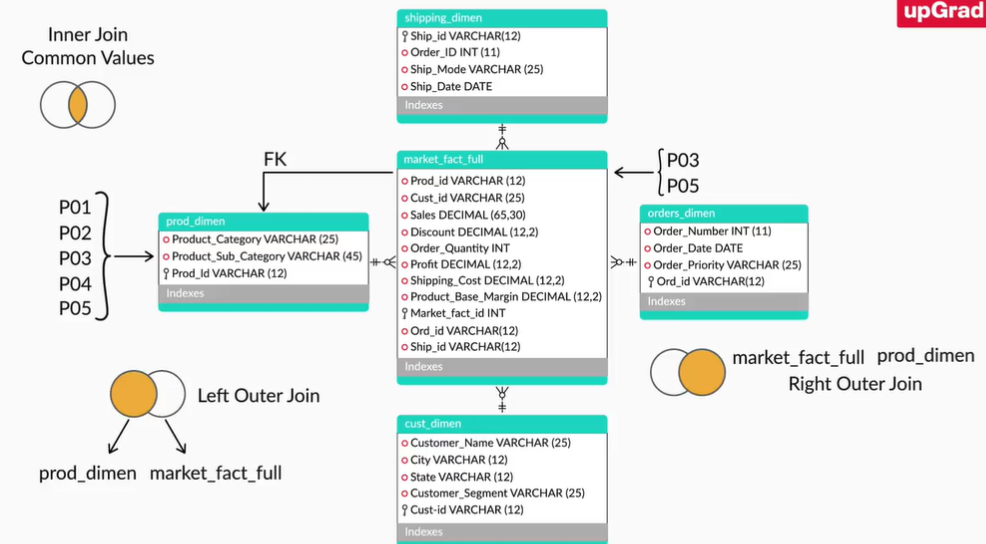 upGrad
Inner Join
Common Values
shipping_dimen
Ship_id VARCHAR(12)
Order_ID INT (11)
Ship_Mode VARCHAR (25)
Ship_Date DATE
Indexes
FK
market_fact_full
Prod_id VARCHAR (12)
Cust_id VARCHAR (25)
Sales DECIMAL (65,30)
Discount DECIMAL (12,2)
Order_Quantity INT
Profit DECIMAL (12,2)
Shipping_Cost DECIMAL (12,2)
Product_Base_Margin DECIMAL (12,2)
Market_fact_id INT
Ord_id VARCHAR(12)
Ship_id VARCHAR(12)
Indexes
P03
P05
P01
P02
P03
P04
P05
prod_dimen
Product_Category VARCHAR (25)
Product_Sub_Category VARCHAR (45)
Prod_Id VARCHAR (12)
Indexes
orders_dimen
Order_Number INT (11)
Order_Date DATE
Order_Priority VARCHAR (25)
Ord_id VARCHAR(12)
Indexes
Left Outer Join
prod_dimen market_fact_full
market_fact_full prod_dimen
Right Outer Join
cust_dimen
Customer_Name VARCHAR (25)
City VARCHAR (12)
State VARCHAR (12)
Customer_Segment VARCHAR (25)
Cust-id VARCHAR (12)
Indexes